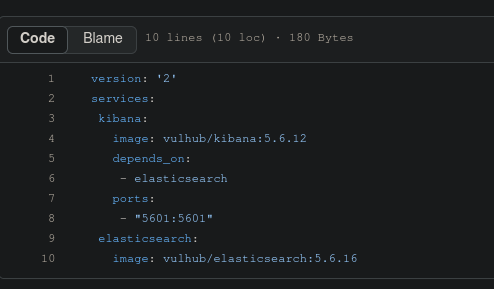 Code Blame 10 lines (10 loc) · 180 Bytes
1 version: '2'
2 services:
3 kibana:
4 image: vulhub/kibana:5.6.12
5 depends_on:
6 - elasticsearch
7 ports:
8 - "5601:5601"
9 elasticsearch:
10 image: vulhub/elasticsearch:5.6.16